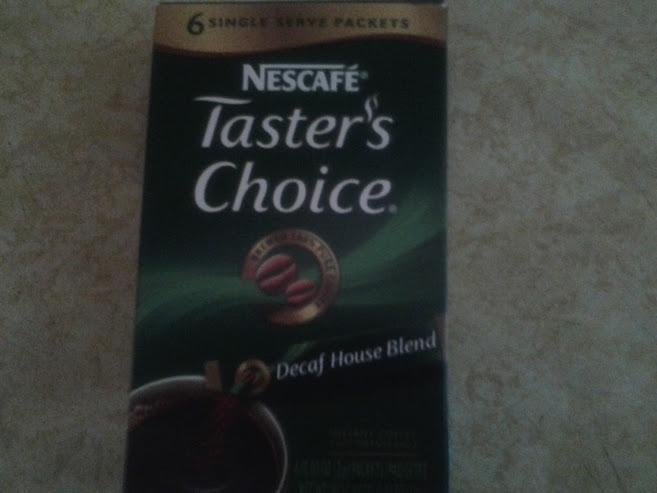 6 SINGLE SERVE PACKETS
NESCAFÉ®
Taster's
Choice®
Decaf House Blend